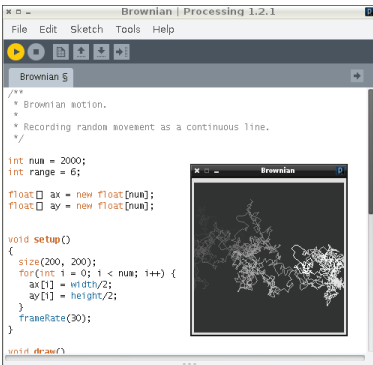 Brownian | Processing 1.2.1
File Edit Sketch Tools Help
Brownian §
/**
 * Brownian motion.
 *
 * Recording random movement as a continuous line.
 */
int num = 2000;
int range = 6;
float[] ax = new float[num];
float[] ay = new float[num];
Brownian
void setup()
{
  size(200, 200);
  for(int i = 0; i < num; i++) {
    ax[i] = width/2;
    ay[i] = height/2;
  }
  frameRate(30);
}
void draw()